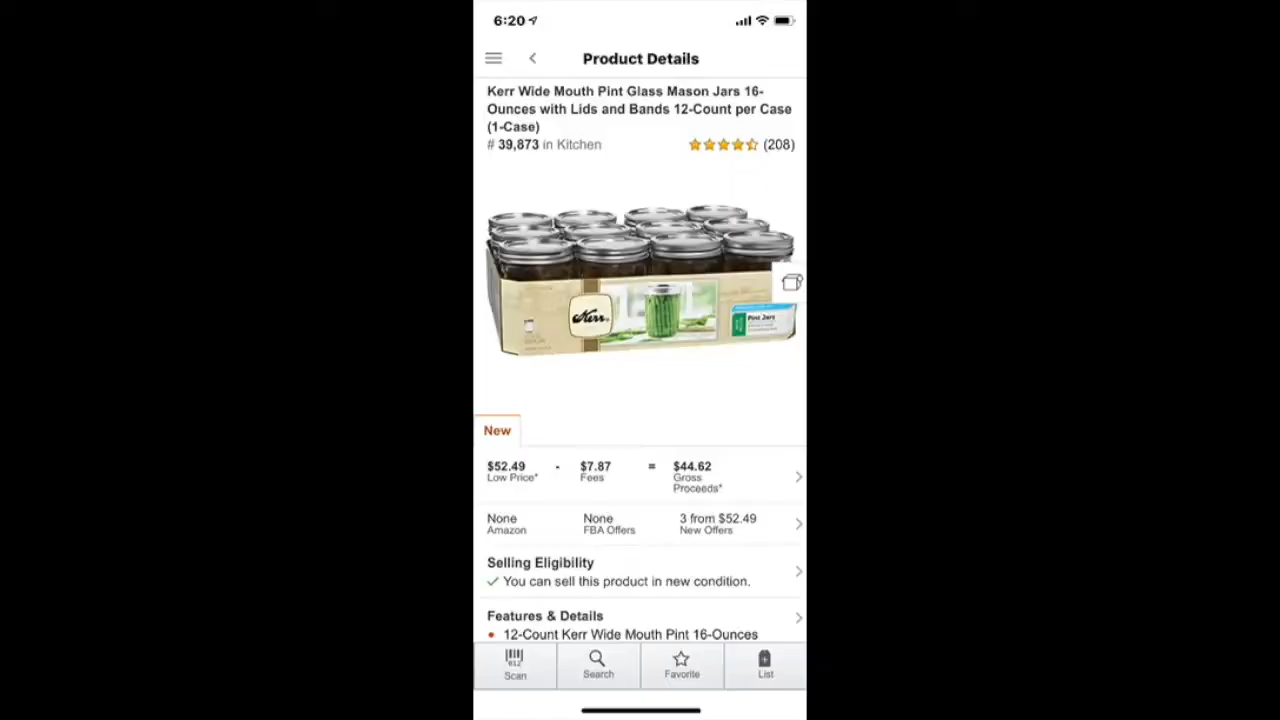 6:20
Product Details
Kerr Wide Mouth Pint Glass Mason Jars 16-
Ounces with Lids and Bands 12-Count per Case
(1-Case)
# 39,873 in Kitchen
(208)
Kerr
Pint Jars
New
$52.49 - $7.87 = $44.62
Low Price* Fees Gross
Proceeds*
None None 3 from $52.49
Amazon FBA Offers New Offers
Selling Eligibility
You can sell this product in new condition.
Features & Details
• 12-Count Kerr Wide Mouth Pint 16-Ounces
Scan Search Favorite List